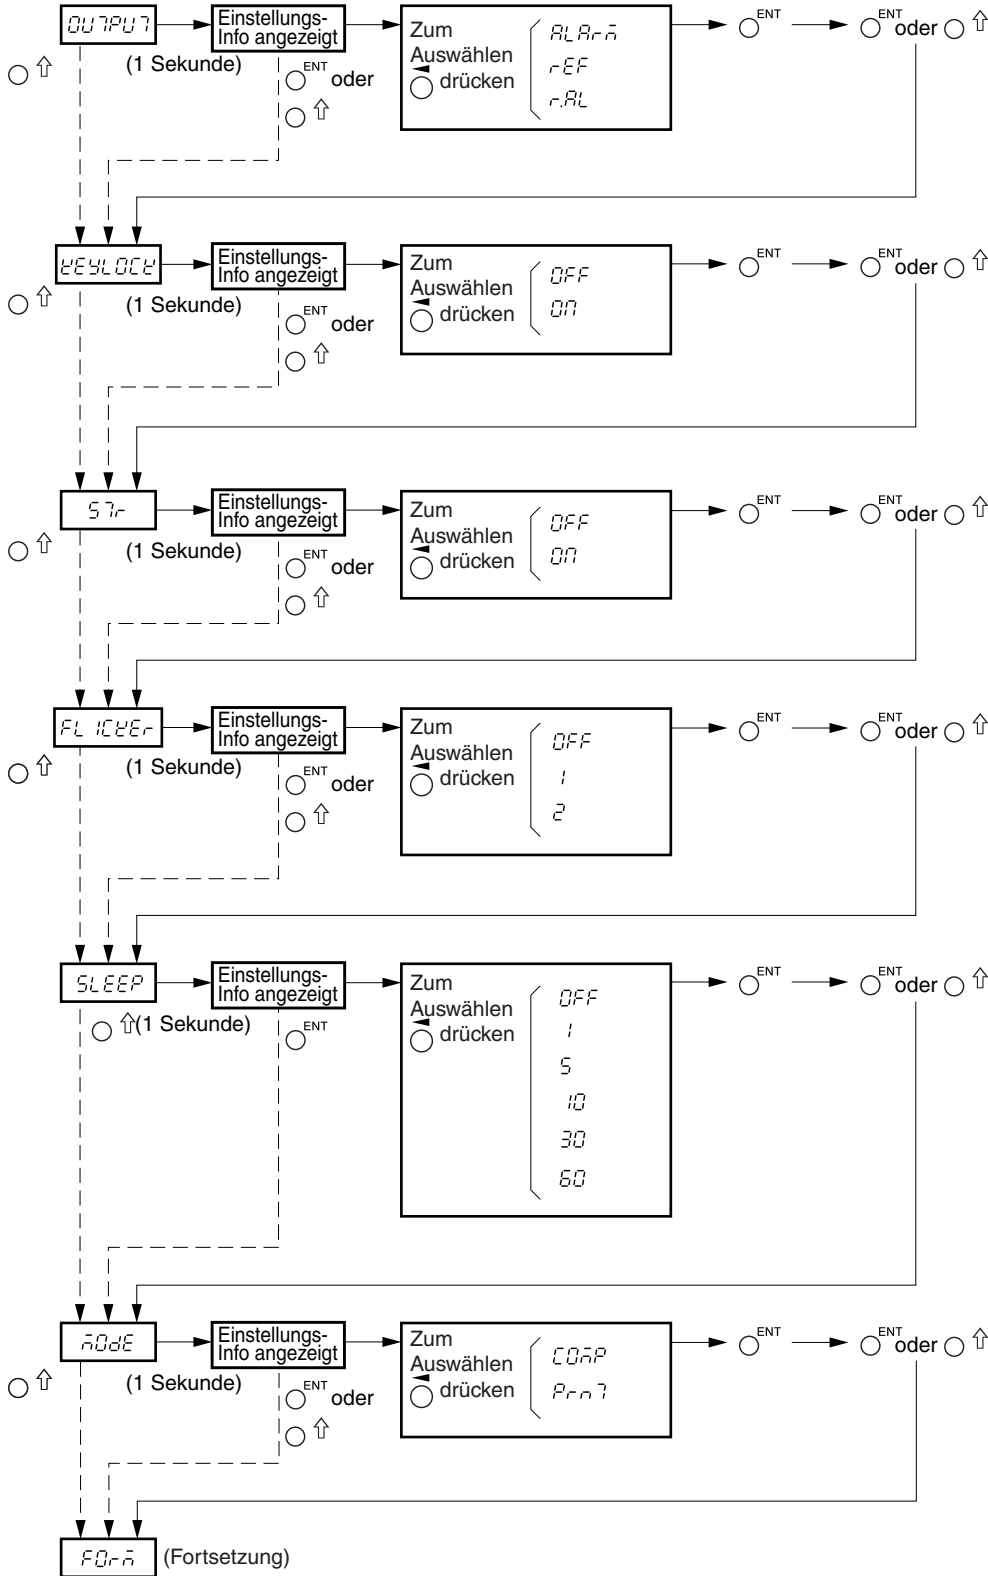 OUTPUT
Einstellungs-
Info angezeigt
(1 Sekunde)
ENT oder
Zum
Auswählen
drücken
ALArm
rEF
r.AL
ENT
ENT oder
KEYLOCK
Einstellungs-
Info angezeigt
(1 Sekunde)
ENT oder
Zum
Auswählen
drücken
OFF
ON
ENT
ENT oder
STr
Einstellungs-
Info angezeigt
(1 Sekunde)
ENT oder
Zum
Auswählen
drücken
OFF
ON
ENT
ENT oder
FLICKEr
Einstellungs-
Info angezeigt
(1 Sekunde)
ENT oder
Zum
Auswählen
drücken
OFF
1
2
ENT
ENT oder
SLEEP
Einstellungs-
Info angezeigt
(1 Sekunde)
ENT
Zum
Auswählen
drücken
OFF
1
5
10
30
60
ENT
ENT oder
mOdE
Einstellungs-
Info angezeigt
(1 Sekunde)
ENT oder
Zum
Auswählen
drücken
COmP
PrnT
ENT
ENT oder
FOrm
(Fortsetzung)